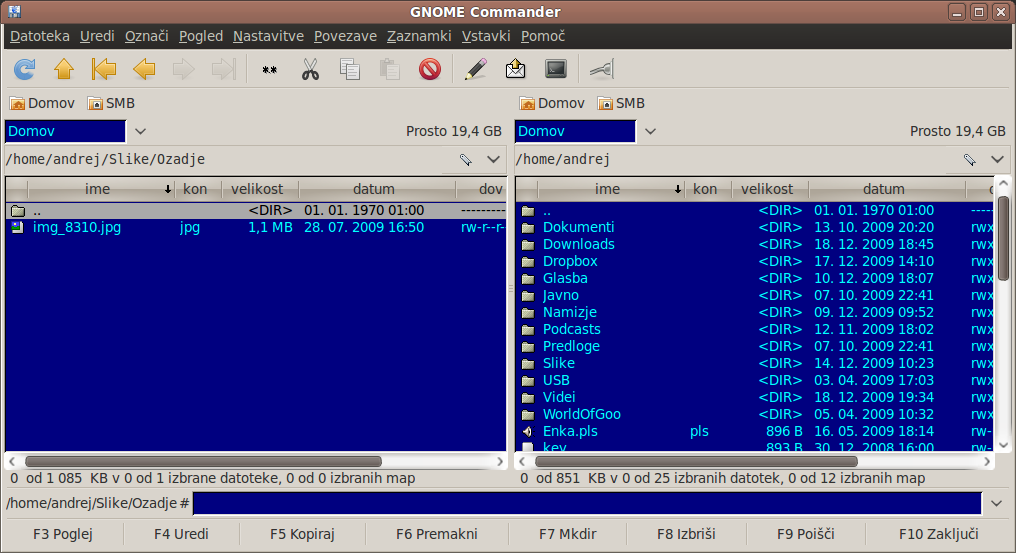 GNOME Commander
Datoteka Uredi Označi Pogled Nastavitve Povezave Zaznamki Vstavki Pomoč
Domov SMB
Domov Prosto 19,4 GB
/home/andrej/Slike/Ozadje
ime kon velikost datum dov
.. <DIR> 01. 01. 1970 01:00 ---------
img_8310.jpg jpg 1,1 MB 28. 07. 2009 16:50 rw-r--r-
0 od 1 085 KB v 0 od 1 izbrane datoteke, 0 od 0 izbranih map
Domov SMB
Domov Prosto 19,4 GB
/home/andrej
ime kon velikost datum
.. <DIR> 01. 01. 1970 01:00 -----
Dokumenti <DIR> 13. 10. 2009 20:20 rwx
Downloads <DIR> 18. 12. 2009 18:45 rwx
Dropbox <DIR> 17. 12. 2009 14:10 rwx
Glasba <DIR> 10. 12. 2009 18:07 rwx
Javno <DIR> 07. 10. 2009 22:41 rwx
Namizje <DIR> 09. 12. 2009 09:52 rwx
Podcasts <DIR> 12. 11. 2009 18:02 rwx
Predloge <DIR> 07. 10. 2009 22:41 rwx
Slike <DIR> 14. 12. 2009 10:23 rwx
USB <DIR> 03. 04. 2009 17:03 rwx
Videi <DIR> 18. 12. 2009 19:34 rwx
WorldOfGoo <DIR> 05. 04. 2009 10:32 rwx
Enka.pls pls 896 B 16. 05. 2009 18:14 rw-
key 893 B 30. 12. 2008 16:00 rw-
0 od 851 KB v 0 od 25 izbranih datotek, 0 od 12 izbranih map
/home/andrej/Slike/Ozadje #
F3 Poglej F4 Uredi F5 Kopiraj F6 Premakni F7 Mkdir F8 Izbriši F9 Poišči F10 Zaključi